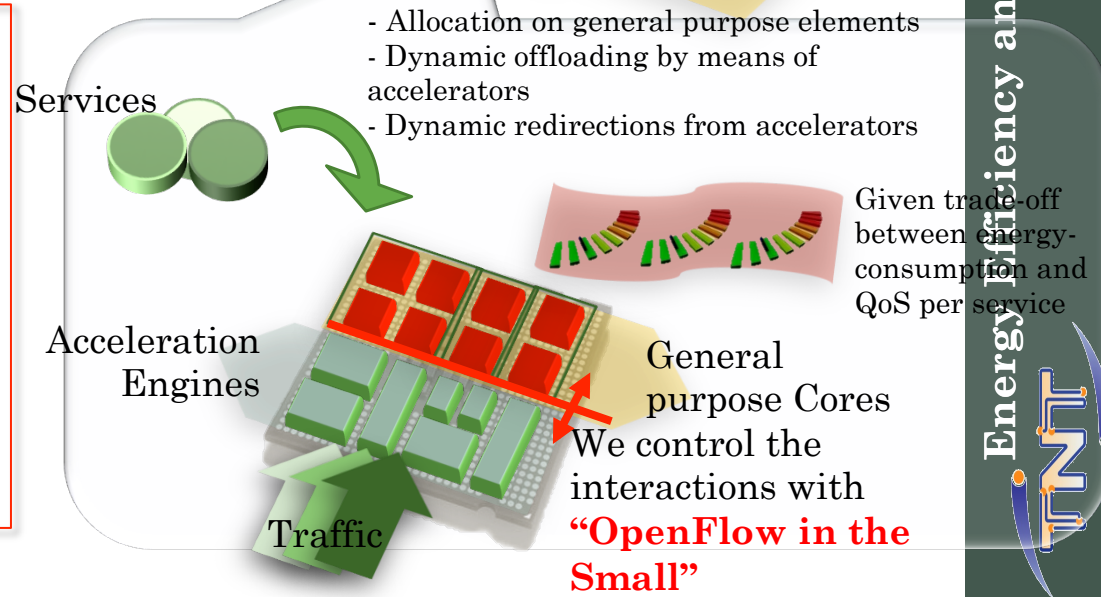 - Allocation on general purpose elements
- Dynamic offloading by means of
accelerators
- Dynamic redirections from accelerators
Services
Given trade-off
between energy-
consumption and
QoS per service
Acceleration
Engines
General
purpose Cores
We control the
interactions with
“OpenFlow in the
Small”
Traffic
Energy Efficiency an
TNT